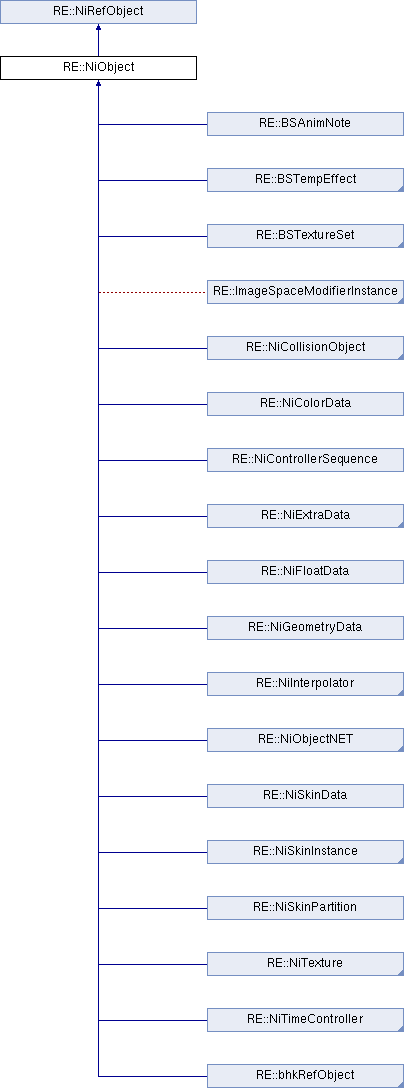 RE::NiRefObject
RE::NiObject
RE::BSAnimNote
RE::BSTempEffect
RE::BSTextureSet
RE::ImageSpaceModifierInstance
RE::NiCollisionObject
RE::NiColorData
RE::NiControllerSequence
RE::NiExtraData
RE::NiFloatData
RE::NiGeometryData
RE::NiInterpolator
RE::NiObjectNET
RE::NiSkinData
RE::NiSkinInstance
RE::NiSkinPartition
RE::NiTexture
RE::NiTimeController
RE::bhkRefObject